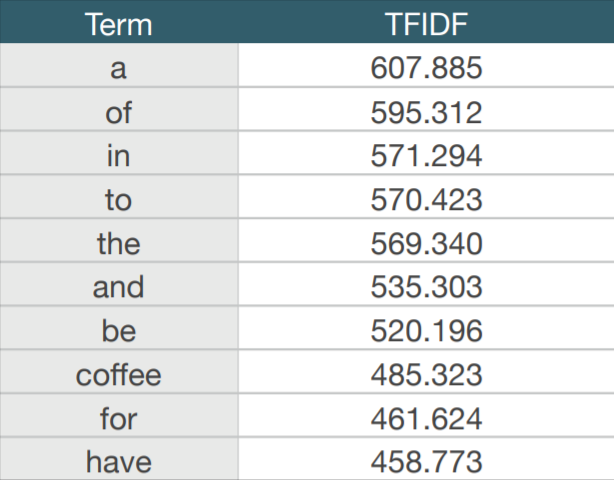 Term TFIDF
a 607.885
of 595.312
in 571.294
to 570.423
the 569.340
and 535.303
be 520.196
coffee 485.323
for 461.624
have 458.773